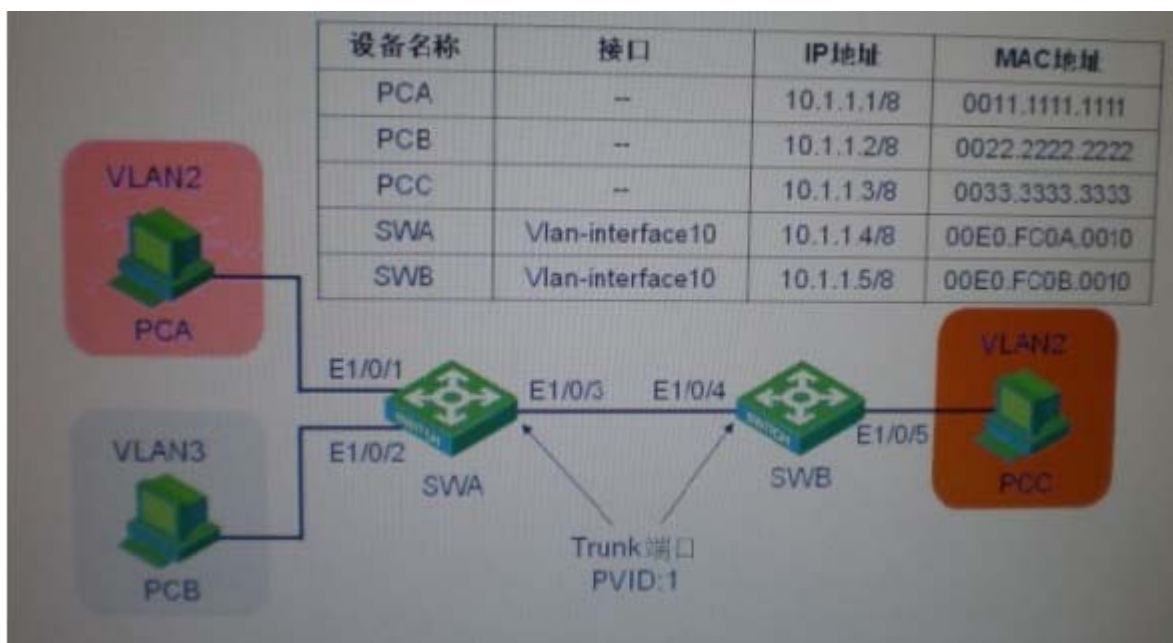 设备名称 接口 IP地址 MAC地址
PCA -- 10.1.1.1/8 0011.1111.1111
PCB -- 10.1.1.2/8 0022.2222.2222
PCC -- 10.1.1.3/8 0033.3333.3333
SWA Vlan-interface10 10.1.1.4/8 00E0.FC0A.0010
SWB Vlan-interface10 10.1.1.5/8 00E0.FC0B.0010
VLAN2
PCA
VLAN3
PCB
E1/0/1
E1/0/2
SWITCH
SWA
E1/0/3
E1/0/4
SWITCH
SWB
E1/0/5
VLAN2
PCC
Trunk端口
PVID:1